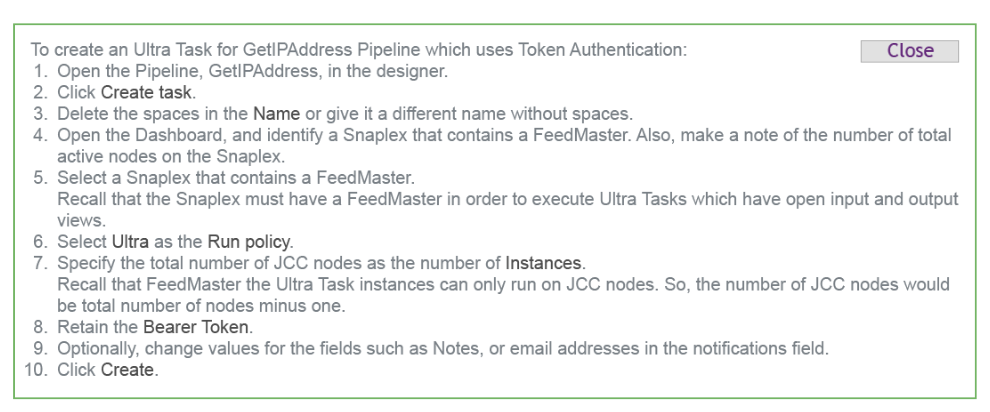 To create an Ultra Task for GetIPAddress Pipeline which uses Token Authentication:
Close
1. Open the Pipeline, GetIPAddress, in the designer.
2. Click Create task.
3. Delete the spaces in the Name or give it a different name without spaces.
4. Open the Dashboard, and identify a Snaplex that contains a FeedMaster. Also, make a note of the number of total
active nodes on the Snaplex.
5. Select a Snaplex that contains a FeedMaster.
Recall that the Snaplex must have a FeedMaster in order to execute Ultra Tasks which have open input and output
views.
6. Select Ultra as the Run policy.
7. Specify the total number of JCC nodes as the number of Instances.
Recall that FeedMaster the Ultra Task instances can only run on JCC nodes. So, the number of JCC nodes would
be total number of nodes minus one.
8. Retain the Bearer Token.
9. Optionally, change values for the fields such as Notes, or email addresses in the notifications field.
10. Click Create.